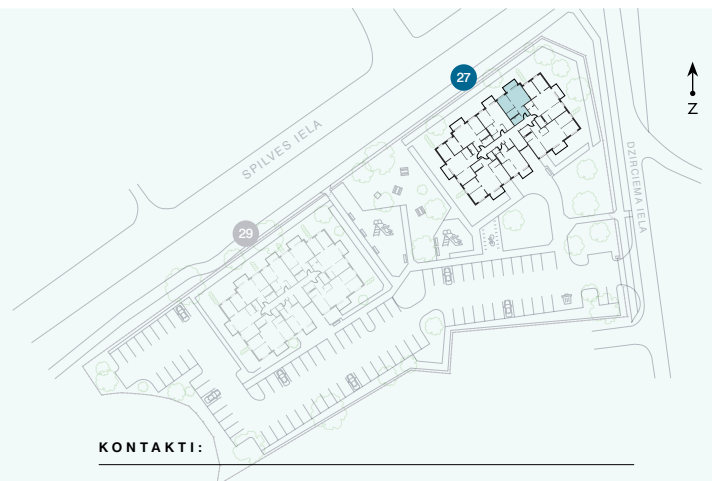 27
Z
SPILVES IELA
DZIRCIEMA IELA
29
KONTAKTI: